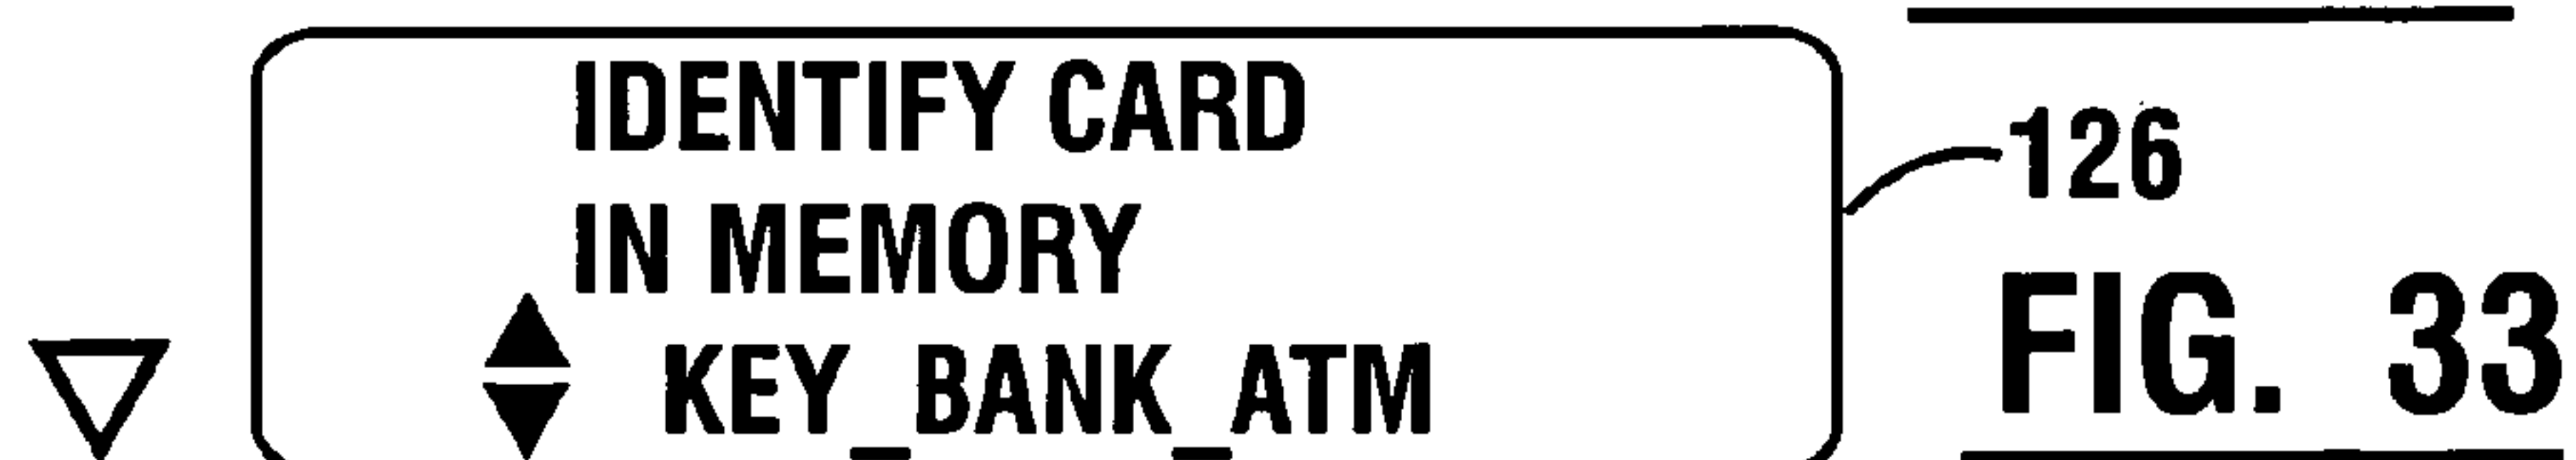 IDENTIFY CARD
IN MEMORY
KEY_BANK_ATM
126
FIG. 33